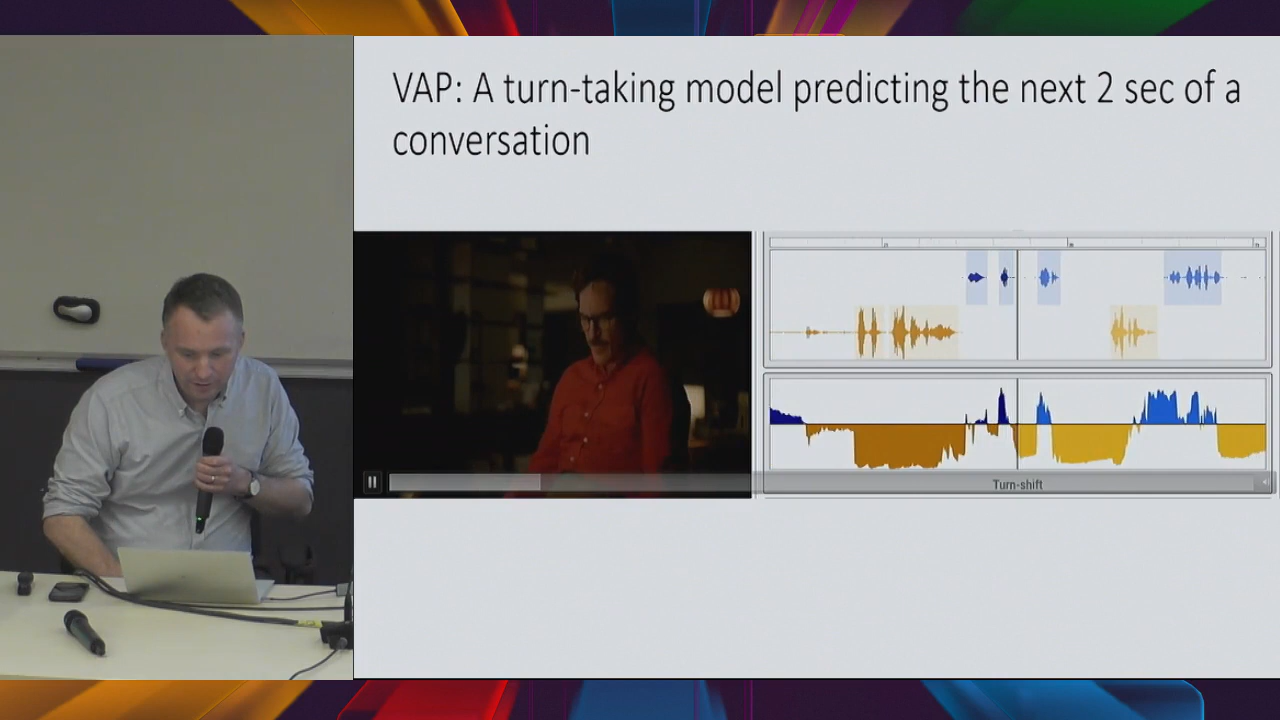 VAP: A turn-taking model predicting the next 2 sec of a
conversation
Turn-shift